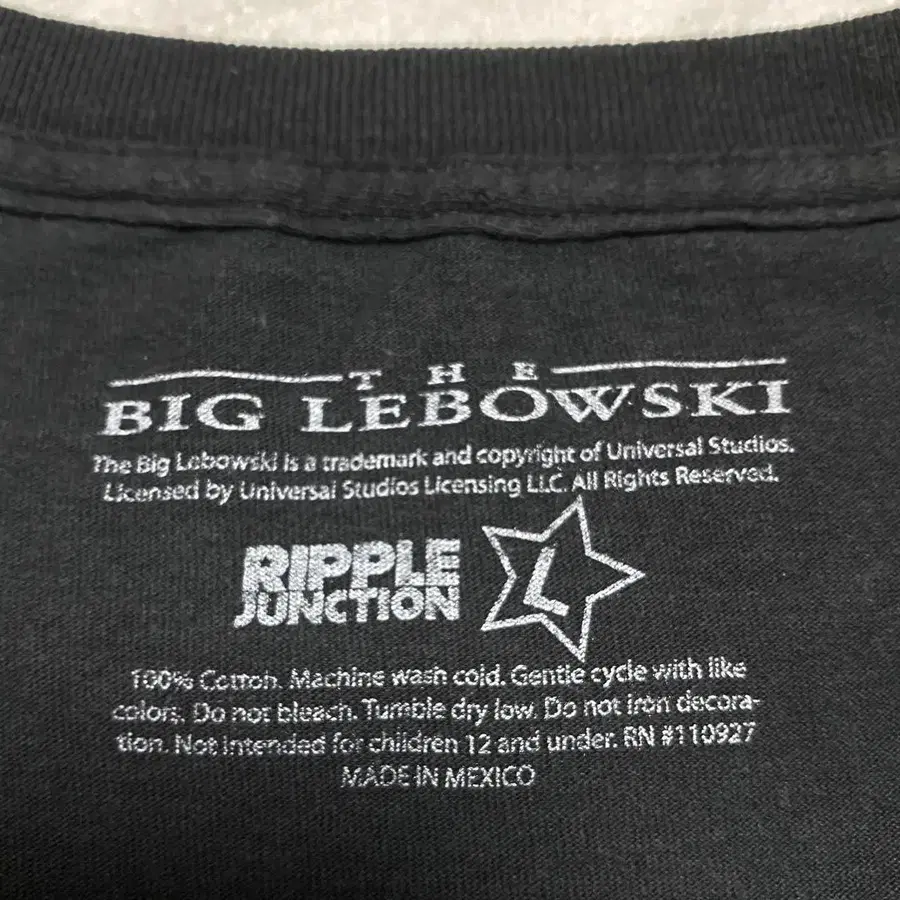 THE
BIG LEBOWSKI
The Big Lebowski is a trademark and copyright of Universal Studios.
Licensed by Universal Studios Licensing LLC. All Rights Reserved.
RIPPLE
JUNCTION
L
100% Cotton. Machine wash cold. Gentle cycle with like
colors. Do not bleach. Tumble dry low. Do not iron decora-
tion. Not intended for children 12 and under. RN #110927
MADE IN MEXICO